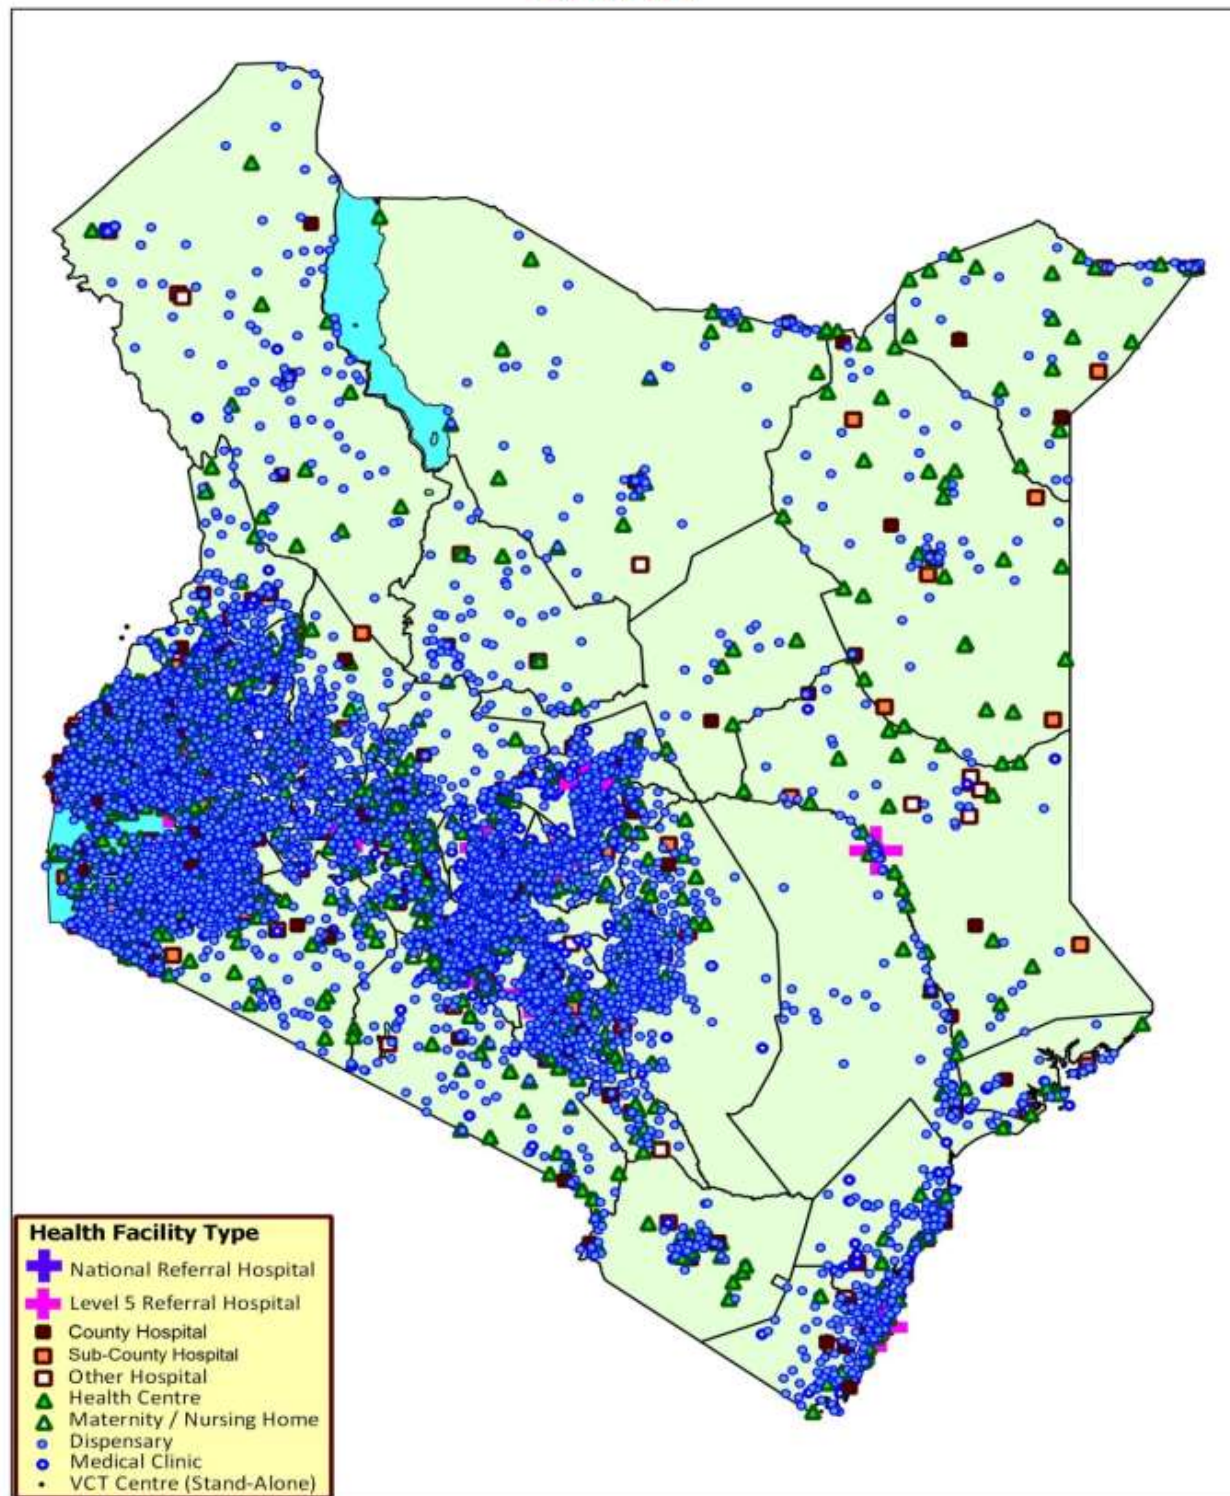 Health Facility Type
National Referral Hospital
Level 5 Referral Hospital
County Hospital
Sub-County Hospital
Other Hospital
Health Centre
Maternity / Nursing Home
Dispensary
Medical Clinic
VCT Centre (Stand-Alone)